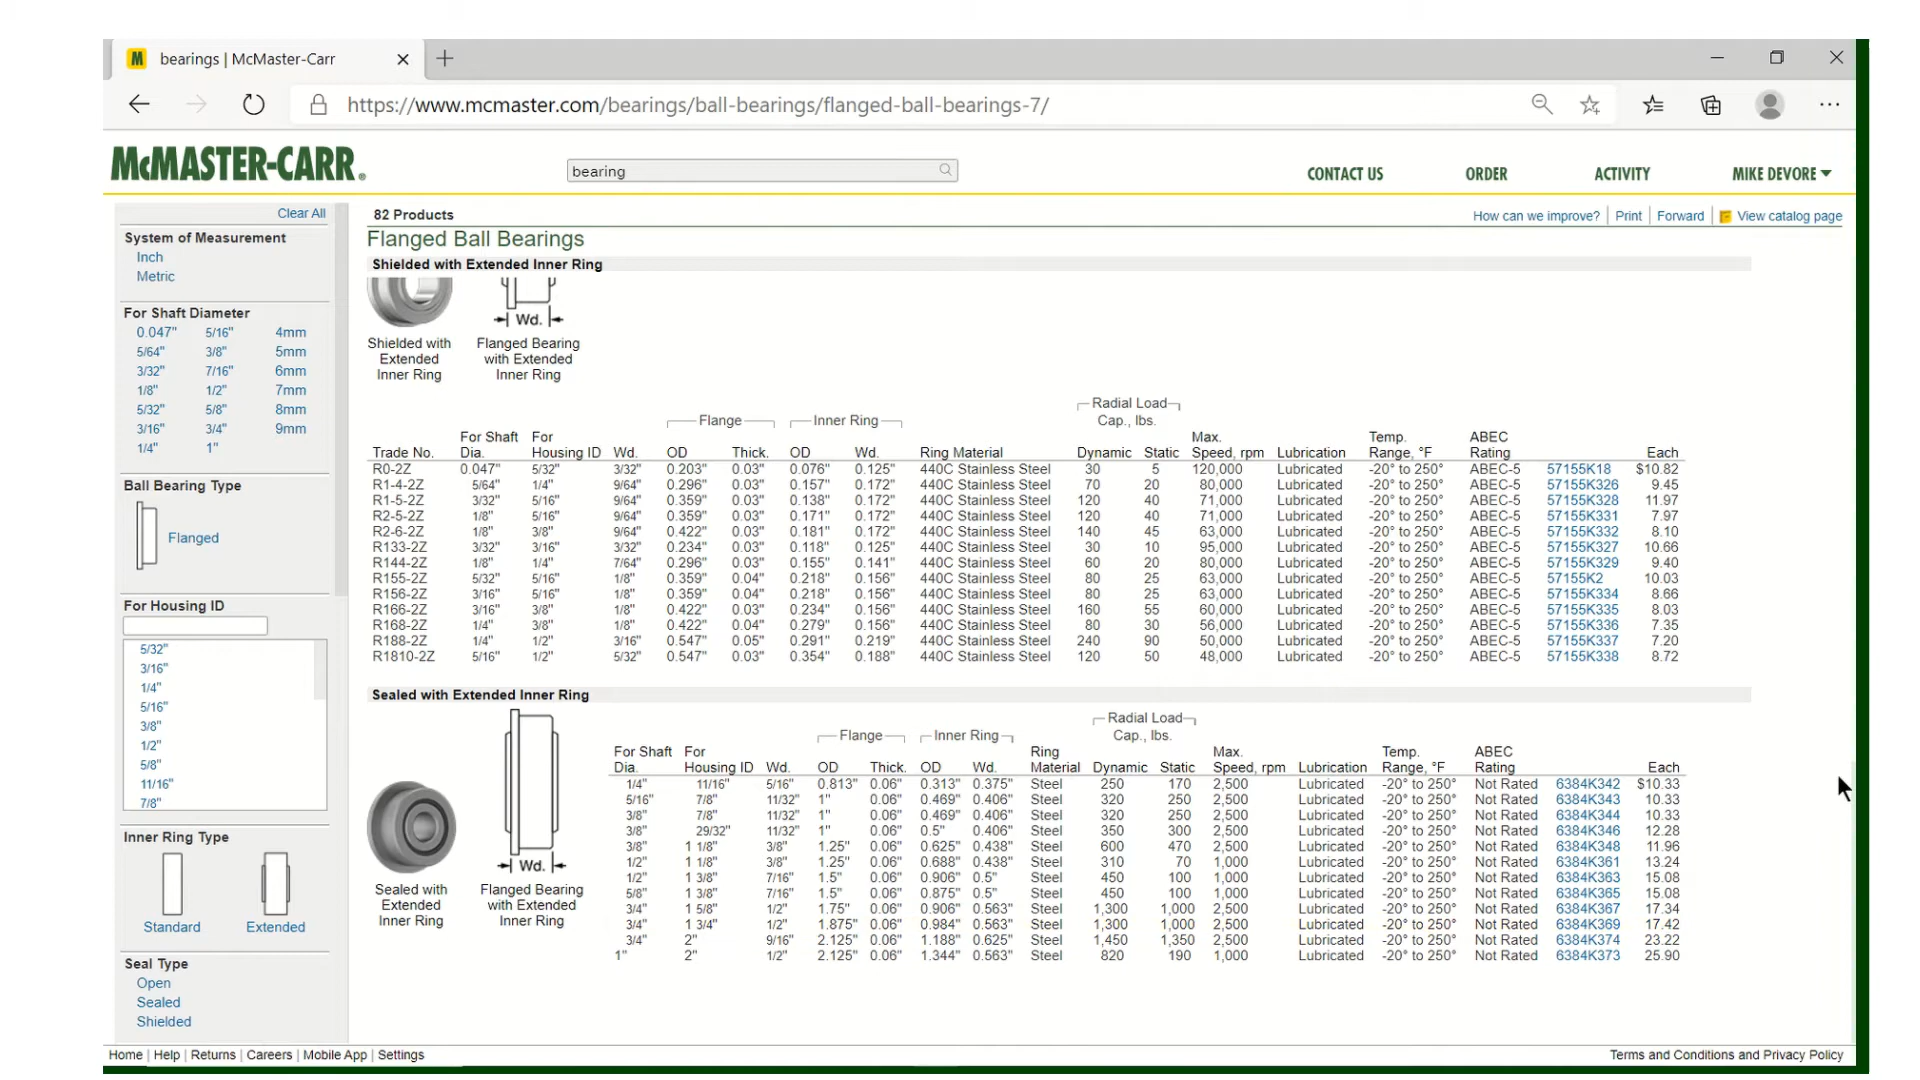 M bearings | McMaster-Carr
https://www.mcmaster.com/bearings/ball-bearings/flanged-ball-bearings-7/
McMASTER-CARR®
bearing
CONTACT US ORDER ACTIVITY MIKE DEVORE
Clear All
System of Measurement
Inch
Metric
For Shaft Diameter
0.047" 5/16" 4mm
5/64" 3/8" 5mm
3/32" 7/16" 6mm
1/8" 1/2" 7mm
5/32" 5/8" 8mm
3/16" 3/4" 9mm
1/4" 1"
Ball Bearing Type
Flanged
For Housing ID
5/32"
3/16"
1/4"
5/16"
3/8"
1/2"
5/8"
11/16"
7/8"
Inner Ring Type
Standard Extended
Seal Type
Open
Sealed
Shielded
82 Products
How can we improve? | Print | Forward | View catalog page
Flanged Ball Bearings
Shielded with Extended Inner Ring
Wd.
Shielded with
Extended
Inner Ring
Flanged Bearing
with Extended
Inner Ring
Radial Load
Flange Inner Ring Cap., lbs.
For Shaft For Max. Temp. ABEC
Trade No. Dia. Housing ID Wd. OD Thick. OD Wd. Ring Material Dynamic Static Speed, rpm Lubrication Range, °F Rating Each
R0-2Z 0.047" 5/32" 3/32" 0.203" 0.03" 0.076" 0.125" 440C Stainless Steel 30 5 120,000 Lubricated -20° to 250° ABEC-5 57155K18 $10.82
R1-4-2Z 5/64" 1/4" 9/64" 0.296" 0.03" 0.157" 0.172" 440C Stainless Steel 70 20 80,000 Lubricated -20° to 250° ABEC-5 57155K326 9.45
R1-5-2Z 3/32" 5/16" 9/64" 0.359" 0.03" 0.138" 0.172" 440C Stainless Steel 120 40 71,000 Lubricated -20° to 250° ABEC-5 57155K328 11.97
R2-5-2Z 1/8" 5/16" 9/64" 0.359" 0.03" 0.171" 0.172" 440C Stainless Steel 120 40 71,000 Lubricated -20° to 250° ABEC-5 57155K331 7.97
R2-6-2Z 1/8" 3/8" 9/64" 0.422" 0.03" 0.181" 0.172" 440C Stainless Steel 140 45 63,000 Lubricated -20° to 250° ABEC-5 57155K332 8.10
R133-2Z 3/32" 3/16" 3/32" 0.234" 0.03" 0.118" 0.125" 440C Stainless Steel 30 10 95,000 Lubricated -20° to 250° ABEC-5 57155K327 10.66
R144-2Z 1/8" 1/4" 7/64" 0.296" 0.03" 0.155" 0.141" 440C Stainless Steel 60 20 80,000 Lubricated -20° to 250° ABEC-5 57155K329 9.40
R155-2Z 5/32" 5/16" 1/8" 0.359" 0.04" 0.218" 0.156" 440C Stainless Steel 80 25 63,000 Lubricated -20° to 250° ABEC-5 57155K2 10.03
R156-2Z 3/16" 5/16" 1/8" 0.359" 0.04" 0.218" 0.156" 440C Stainless Steel 80 25 63,000 Lubricated -20° to 250° ABEC-5 57155K334 8.66
R166-2Z 3/16" 3/8" 1/8" 0.422" 0.03" 0.234" 0.156" 440C Stainless Steel 160 55 60,000 Lubricated -20° to 250° ABEC-5 57155K335 8.03
R168-2Z 1/4" 3/8" 1/8" 0.422" 0.04" 0.279" 0.156" 440C Stainless Steel 80 30 56,000 Lubricated -20° to 250° ABEC-5 57155K336 7.35
R188-2Z 1/4" 1/2" 3/16" 0.547" 0.05" 0.291" 0.219" 440C Stainless Steel 240 90 50,000 Lubricated -20° to 250° ABEC-5 57155K337 7.20
R1810-2Z 5/16" 1/2" 5/32" 0.547" 0.03" 0.354" 0.188" 440C Stainless Steel 120 50 48,000 Lubricated -20° to 250° ABEC-5 57155K338 8.72
Sealed with Extended Inner Ring
Wd.
Sealed with
Extended
Inner Ring
Flanged Bearing
with Extended
Inner Ring
Radial Load
Flange Inner Ring Cap., lbs.
For Shaft For Ring Max. Temp. ABEC
Dia. Housing ID Wd. OD Thick. OD Wd. Material Dynamic Static Speed, rpm Lubrication Range, °F Rating Each
1/4" 11/16" 5/16" 0.813" 0.06" 0.313" 0.375" Steel 250 170 2,500 Lubricated -20° to 250° Not Rated 6384K342 $10.33
5/16" 7/8" 11/32" 1" 0.06" 0.469" 0.406" Steel 320 250 2,500 Lubricated -20° to 250° Not Rated 6384K343 10.33
3/8" 7/8" 11/32" 1" 0.06" 0.469" 0.406" Steel 320 250 2,500 Lubricated -20° to 250° Not Rated 6384K344 10.33
3/8" 29/32" 11/32" 1" 0.06" 0.5" 0.406" Steel 350 300 2,500 Lubricated -20° to 250° Not Rated 6384K346 12.28
3/8" 1 1/8" 3/8" 1.25" 0.06" 0.625" 0.438" Steel 600 480 2,500 Lubricated -20° to 250° Not Rated 6384K348 11.96
1/2" 1 1/8" 3/8" 1.25" 0.06" 0.688" 0.438" Steel 310 70 1,000 Lubricated -20° to 250° Not Rated 6384K361 13.24
1/2" 1 3/8" 7/16" 1.5" 0.06" 0.906" 0.5" Steel 450 100 1,000 Lubricated -20° to 250° Not Rated 6384K363 15.08
5/8" 1 3/8" 7/16" 1.5" 0.06" 0.875" 0.5" Steel 450 100 1,000 Lubricated -20° to 250° Not Rated 6384K365 15.08
3/4" 1 5/8" 1/2" 1.75" 0.06" 0.906" 0.563" Steel 1,300 1,000 2,500 Lubricated -20° to 250° Not Rated 6384K367 17.34
3/4" 1 3/4" 1/2" 1.875" 0.06" 0.984" 0.563" Steel 1,300 1,000 2,500 Lubricated -20° to 250° Not Rated 6384K369 17.42
3/4" 2" 9/16" 2.125" 0.06" 1.188" 0.625" Steel 1,450 1,350 2,500 Lubricated -20° to 250° Not Rated 6384K374 23.22
1" 2" 1/2" 2.125" 0.06" 1.344" 0.563" Steel 820 190 1,000 Lubricated -20° to 250° Not Rated 6384K373 25.90
Home | Help | Returns | Careers | Mobile App | Settings
Terms and Conditions and Privacy Policy